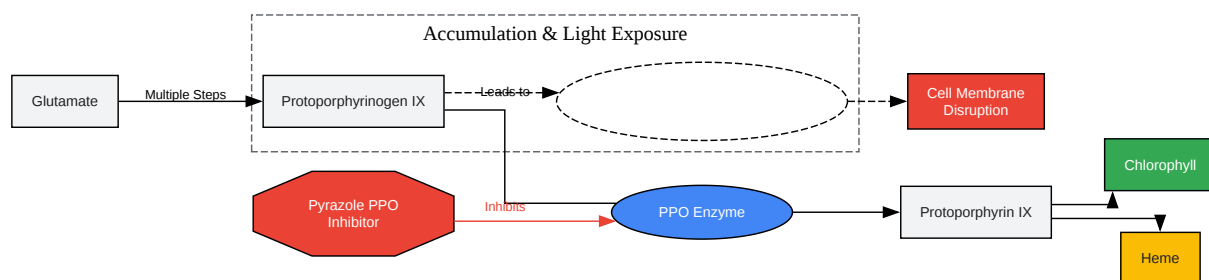 Accumulation & Light Exposure
Glutamate
Multiple Steps
Protoporphyrinogen IX
Leads to
Cell Membrane
Disruption
Pyrazole PPO
Inhibitor
Inhibits
PPO Enzyme
Protoporphyrin IX
Chlorophyll
Heme